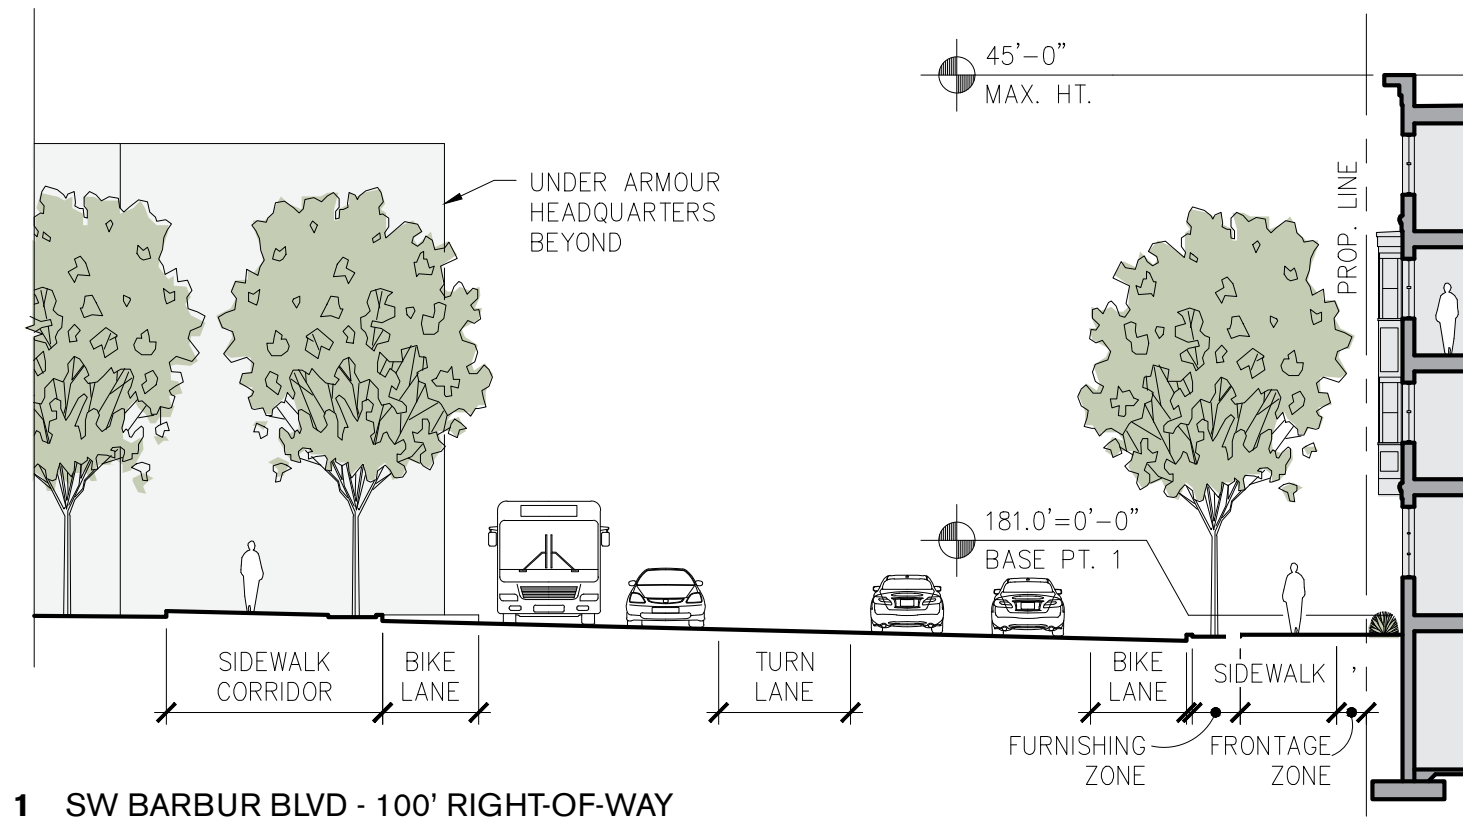 45'-0"
MAX. HT.
PROP. LINE
UNDER ARMOUR
HEADQUARTERS
BEYOND
181.0'=0'-0"
BASE PT. 1
SIDEWALK
CORRIDOR
BIKE
LANE
TURN
LANE
BIKE
LANE
SIDEWALK
'
FURNISHING
ZONE
FRONTAGE
ZONE
1 SW BARBUR BLVD - 100' RIGHT-OF-WAY